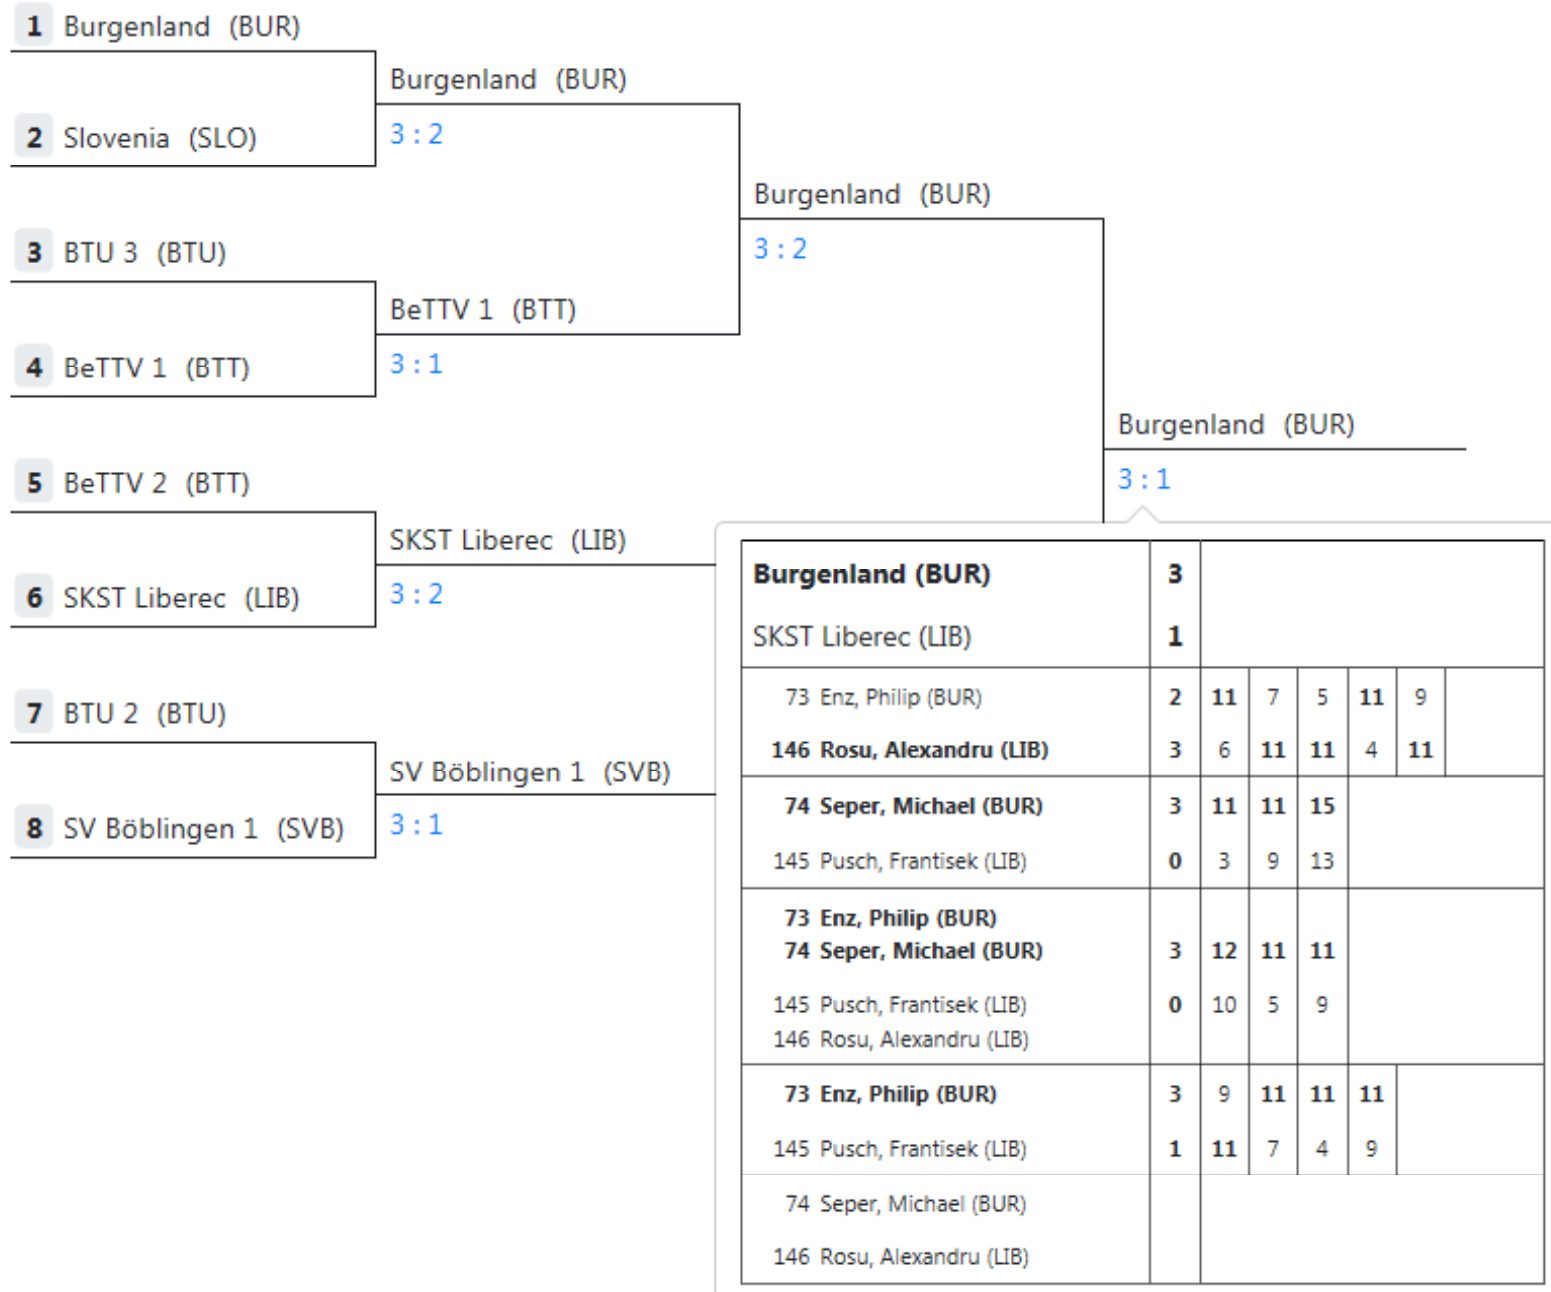 1 Burgenland (BUR)
Burgenland (BUR)
3 : 2
2 Slovenia (SLO)
Burgenland (BUR)
3 : 2
3 BTU 3 (BTU)
BeTTV 1 (BTT)
3 : 1
4 BeTTV 1 (BTT)
Burgenland (BUR)
3 : 1
5 BeTTV 2 (BTT)
SKST Liberec (LIB)
3 : 2
6 SKST Liberec (LIB)
7 BTU 2 (BTU)
SV Böblingen 1 (SVB)
3 : 1
8 SV Böblingen 1 (SVB)
Burgenland (BUR) 3
SKST Liberec (LIB) 1
73 Enz, Philip (BUR) 2 11 7 5 11 9
146 Rosu, Alexandru (LIB) 3 6 11 11 4 11
74 Seper, Michael (BUR) 3 11 11 15
145 Pusch, Frantisek (LIB) 0 3 9 13
73 Enz, Philip (BUR)
74 Seper, Michael (BUR) 3 12 11 11
145 Pusch, Frantisek (LIB) 0 10 5 9
146 Rosu, Alexandru (LIB)
73 Enz, Philip (BUR) 3 9 11 11 11
145 Pusch, Frantisek (LIB) 1 11 7 4 9
74 Seper, Michael (BUR)
146 Rosu, Alexandru (LIB)